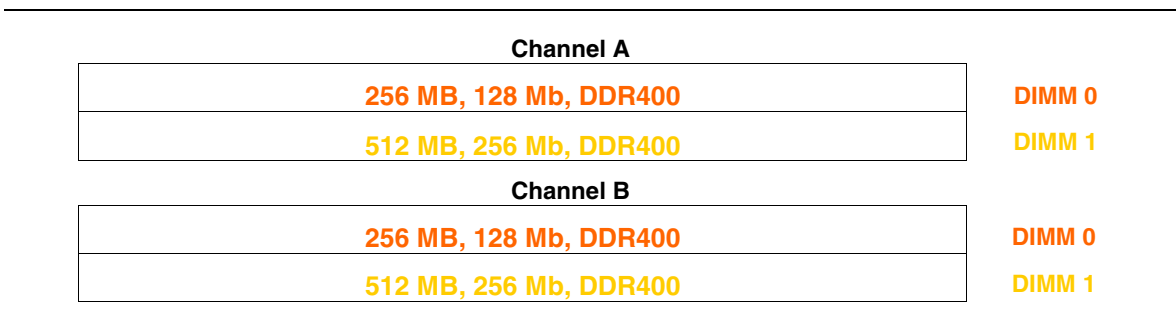 Channel A
256 MB, 128 Mb, DDR400 DIMM 0
512 MB, 256 Mb, DDR400 DIMM 1
Channel B
256 MB, 128 Mb, DDR400 DIMM 0
512 MB, 256 Mb, DDR400 DIMM 1